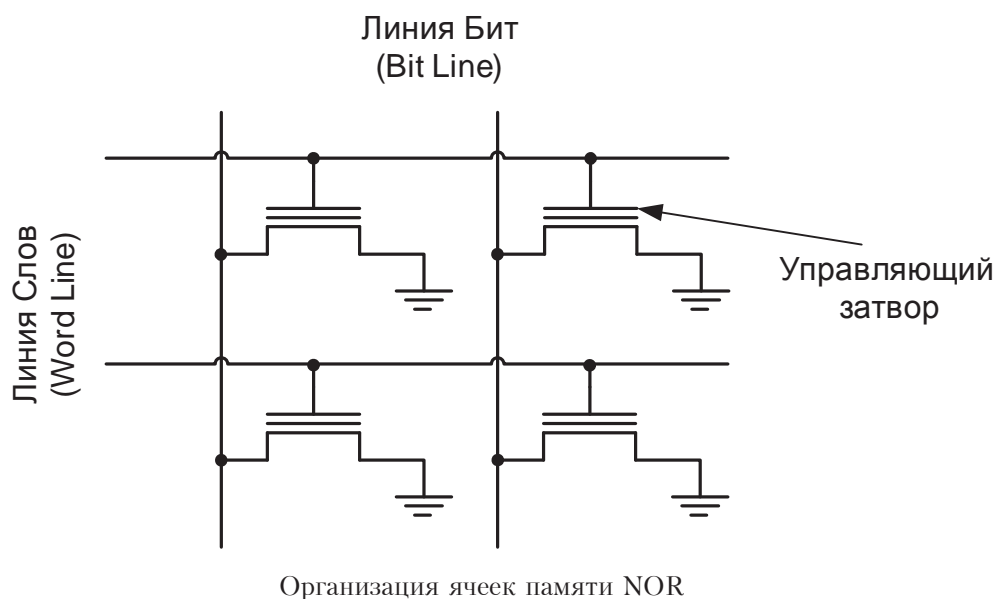 Линия Бит
(Bit Line)
Линия Слов
(Word Line)
Управляющий
затвор
Организация ячеек памяти NOR